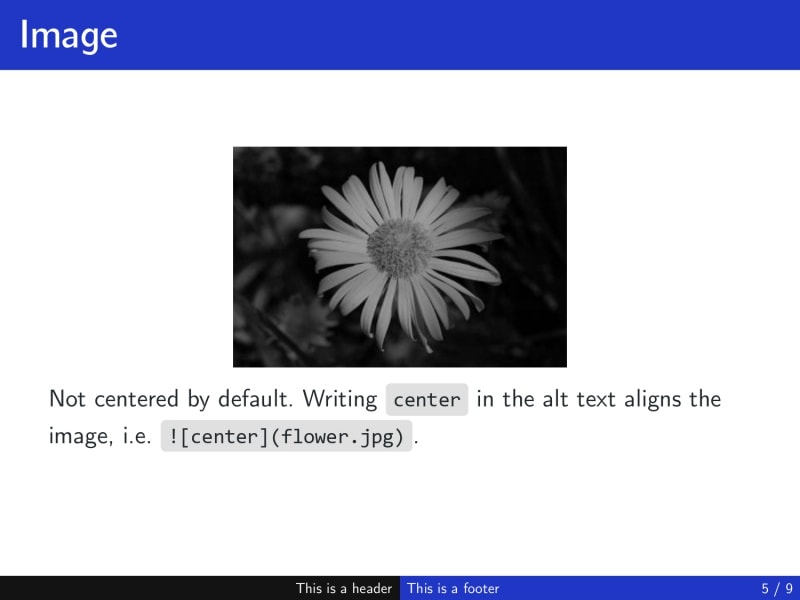 Image
Not centered by default. Writing center in the alt text aligns the
image, i.e. ![center](flower.jpg).
This is a header
This is a footer
5 / 9